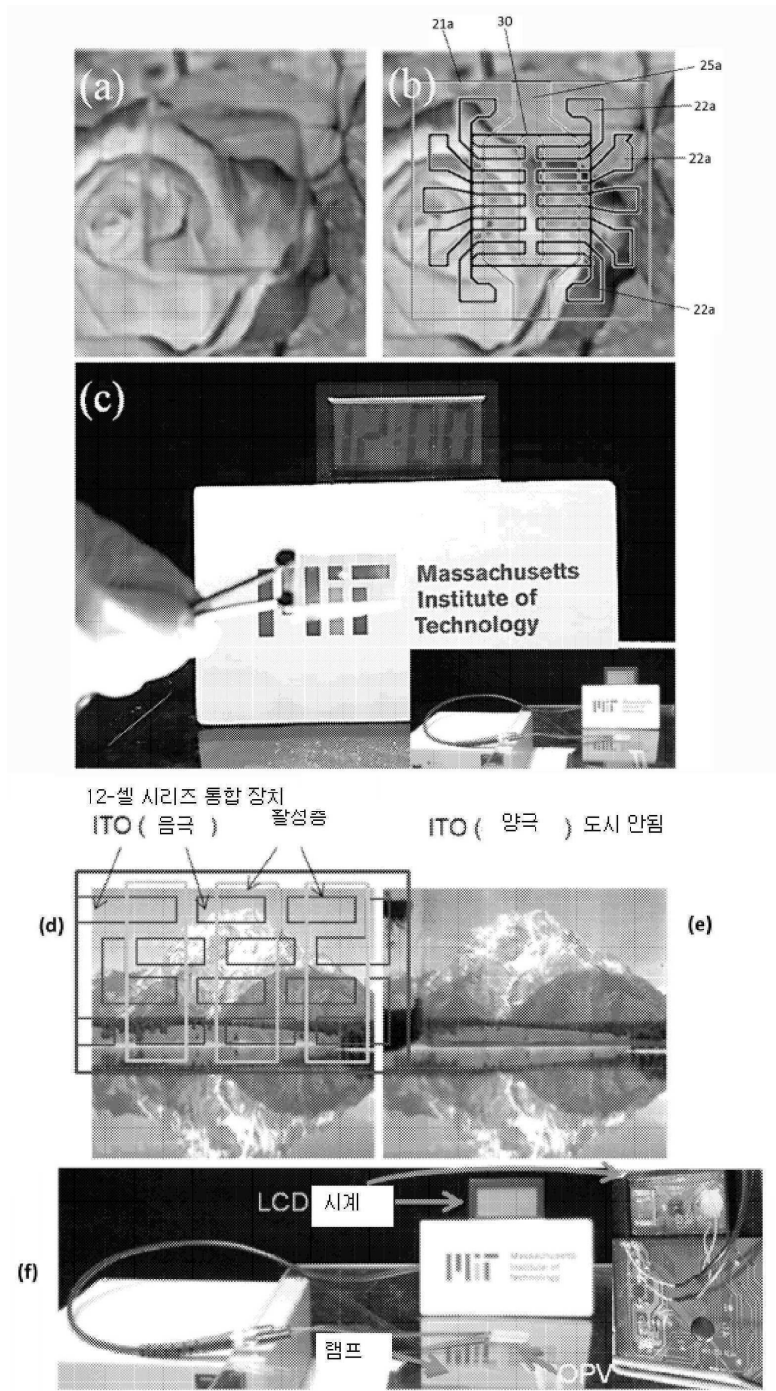 21a
30
25a
(a)
(b)
22a
22a
22a
(c)
12:00
Massachusetts
Institute of
Technology
MIT
12-셀 시리즈 통합 장치
ITO ( 음극 )
활성층
ITO ( 양극 ) 도시 안됨
(d)
(e)
(f)
LCD 시계
MIT
Massachusetts
Institute of
Technology
램프
OPV